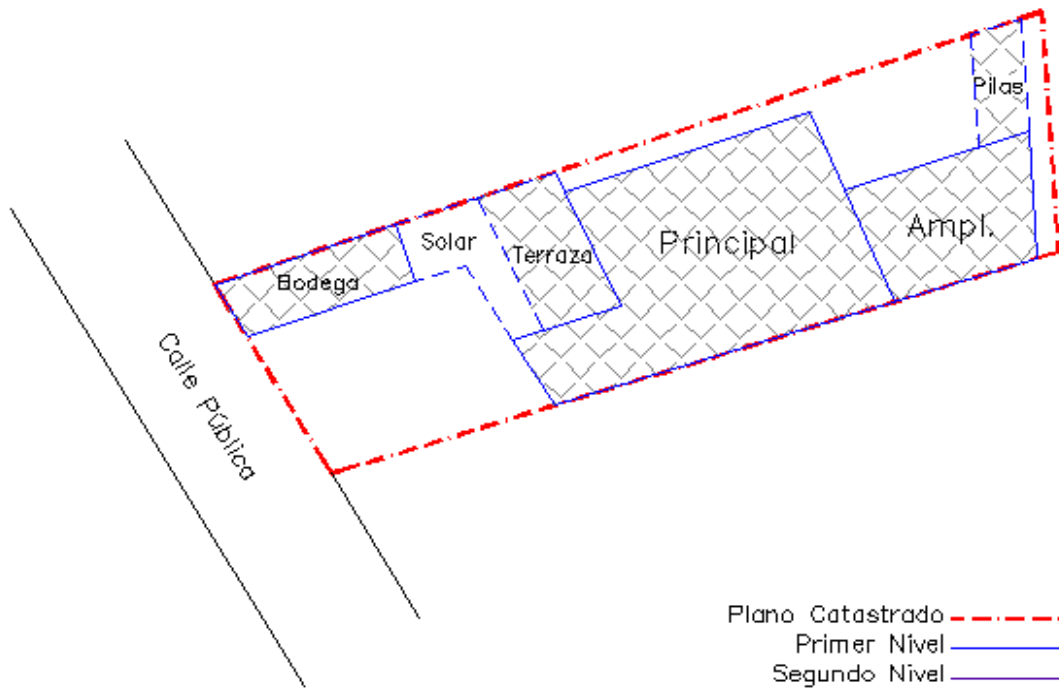 Pilas
Ampl.
Principal
Solar
Terraza
Bodega
Calle Pública
Plano Catastrado
Primer Nivel
Segundo Nivel